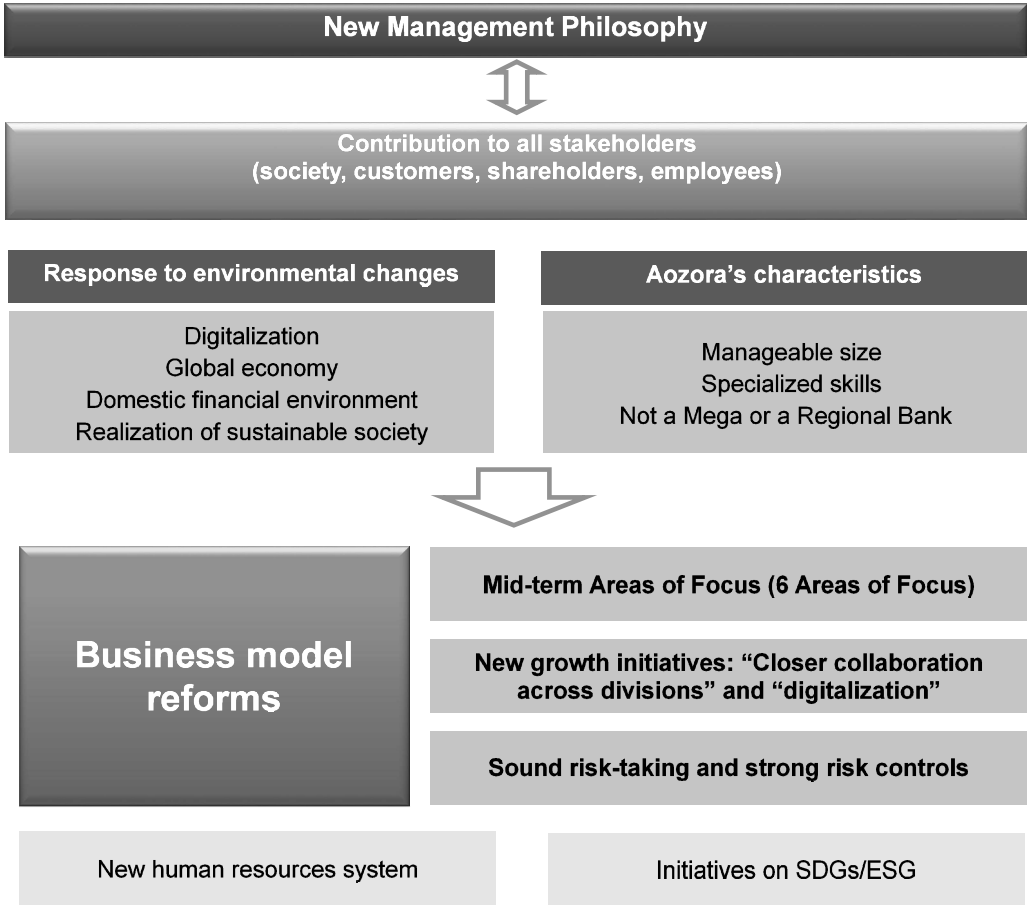 New Management Philosophy
Contribution to all stakeholders
(society, customers, shareholders, employees)
Response to environmental changes
Digitalization
Global economy
Domestic financial environment
Realization of sustainable society
Aozora’s characteristics
Manageable size
Specialized skills
Not a Mega or a Regional Bank
Business model
reforms
Mid-term Areas of Focus (6 Areas of Focus)
New growth initiatives: “Closer collaboration
across divisions” and “digitalization”
Sound risk-taking and strong risk controls
New human resources system
Initiatives on SDGs/ESG